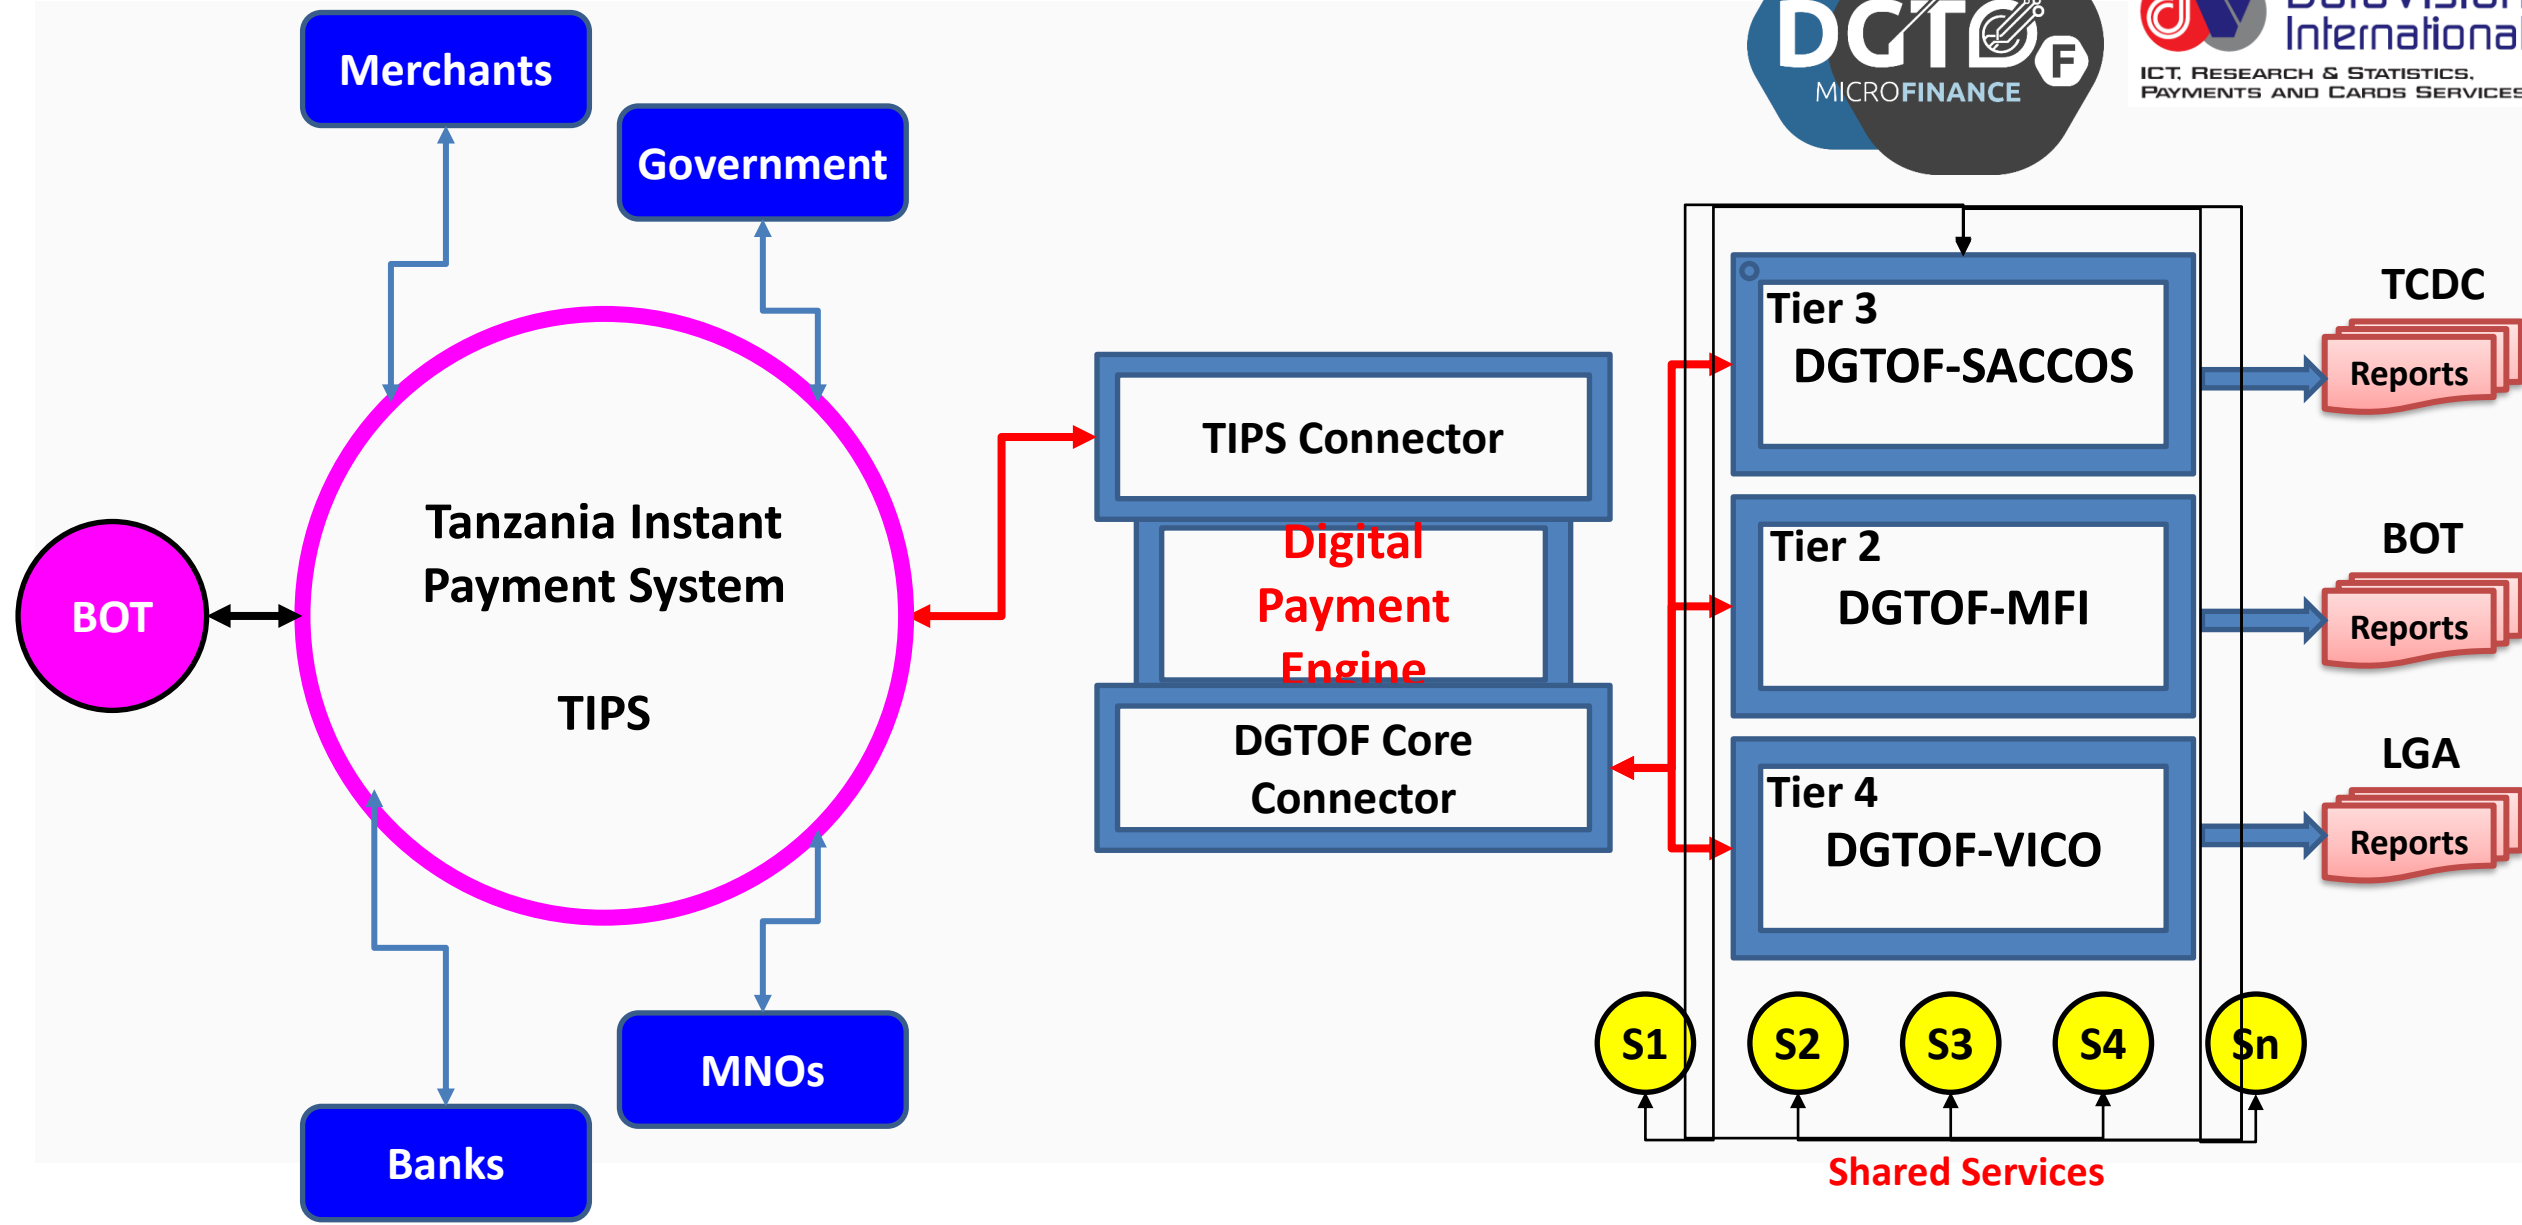 DGTOF
MICROFINANCE
International
ICT, RESEARCH & STATISTICS,
PAYMENTS AND CARDS SERVICES
Merchants
Government
BOT
Tanzania Instant
Payment System
TIPS
MNOs
Banks
TIPS Connector
Digital
Payment
Engine
DGTOF Core
Connector
Tier 3
DGTOF-SACCOS
Tier 2
DGTOF-MFI
Tier 4
DGTOF-VICO
TCDC
Reports
BOT
Reports
LGA
Reports
S1
S2
S3
S4
Sn
Shared Services